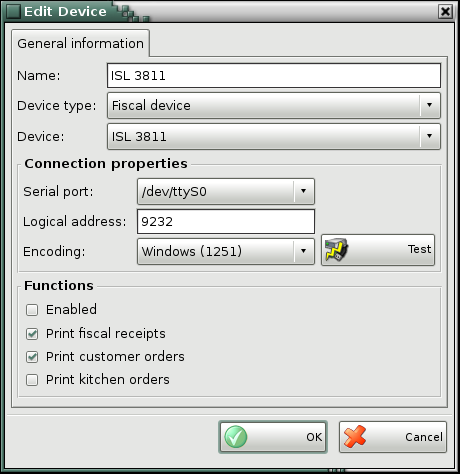 Edit Device
General information
Name: ISL 3811
Device type: Fiscal device
Device: ISL 3811
Connection properties
Serial port: /dev/ttyS0
Logical address: 9232
Encoding: Windows (1251) Test
Functions
Enabled
Print fiscal receipts
Print customer orders
Print kitchen orders
OK Cancel